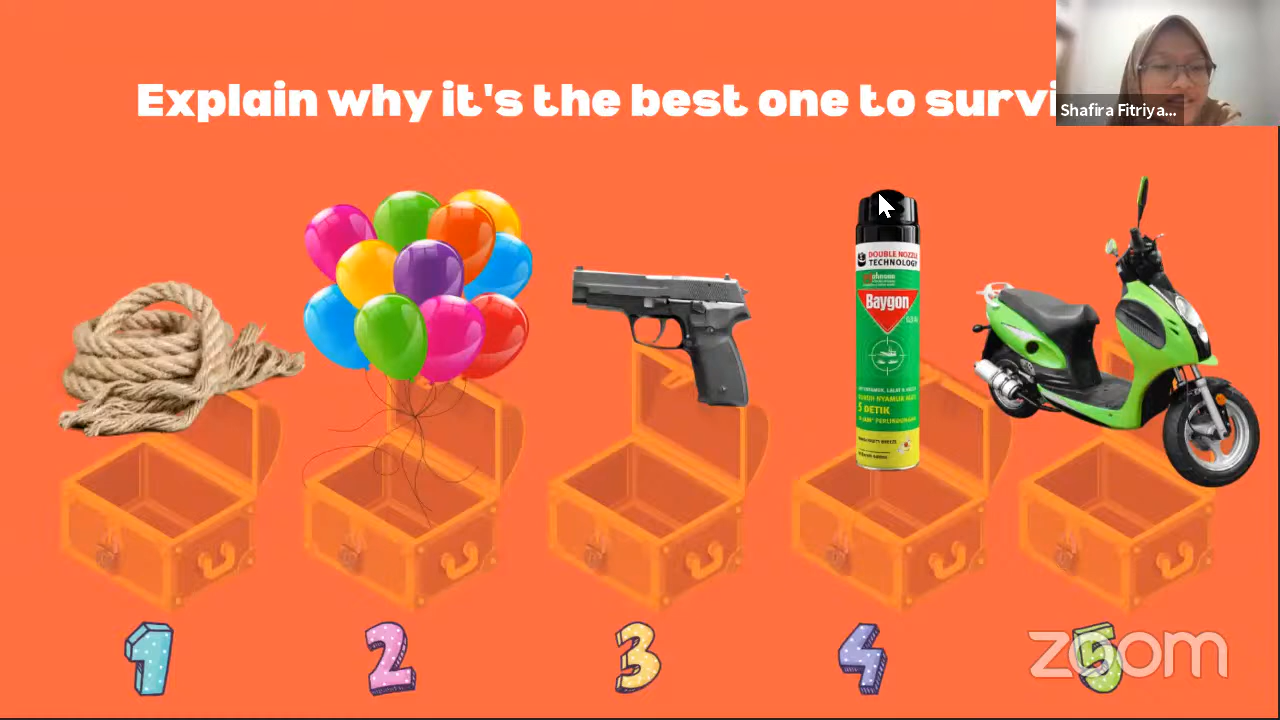 Explain why it's the best one to survi
Shafira Fitriya...
DOUBLE NOZZLE
TECHNOLOGY
Baygon
5 DETIK
1
2
3
4
5
zoom